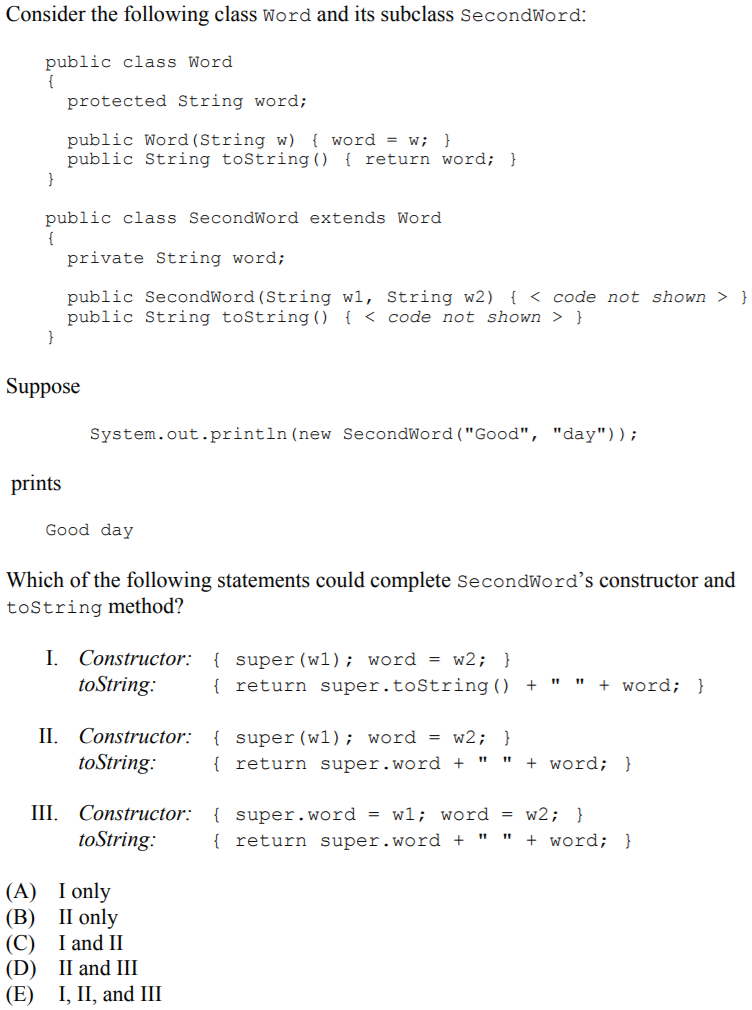 Consider the following class Word and its subclass SecondWord:
public class Word
{
protected String word;
public Word(String w) { word = w; }
public String toString() { return word; }
}
public class SecondWord extends Word
{
private String word;
public SecondWord(String w1, String w2) { < code not shown > }
public String toString() { < code not shown > }
}
Suppose
System.out.println(new SecondWord("Good", "day"));
prints
Good day
Which of the following statements could complete SecondWord's constructor and
toString method?
I. Constructor: { super(w1); word = w2; }
toString: { return super.toString() + " " + word; }
II. Constructor: { super(w1); word = w2; }
toString: { return super.word + " " + word; }
III. Constructor: { super.word = w1; word = w2; }
toString: { return super.word + " " + word; }
(A) I only
(B) II only
(C) I and II
(D) II and III
(E) I, II, and III